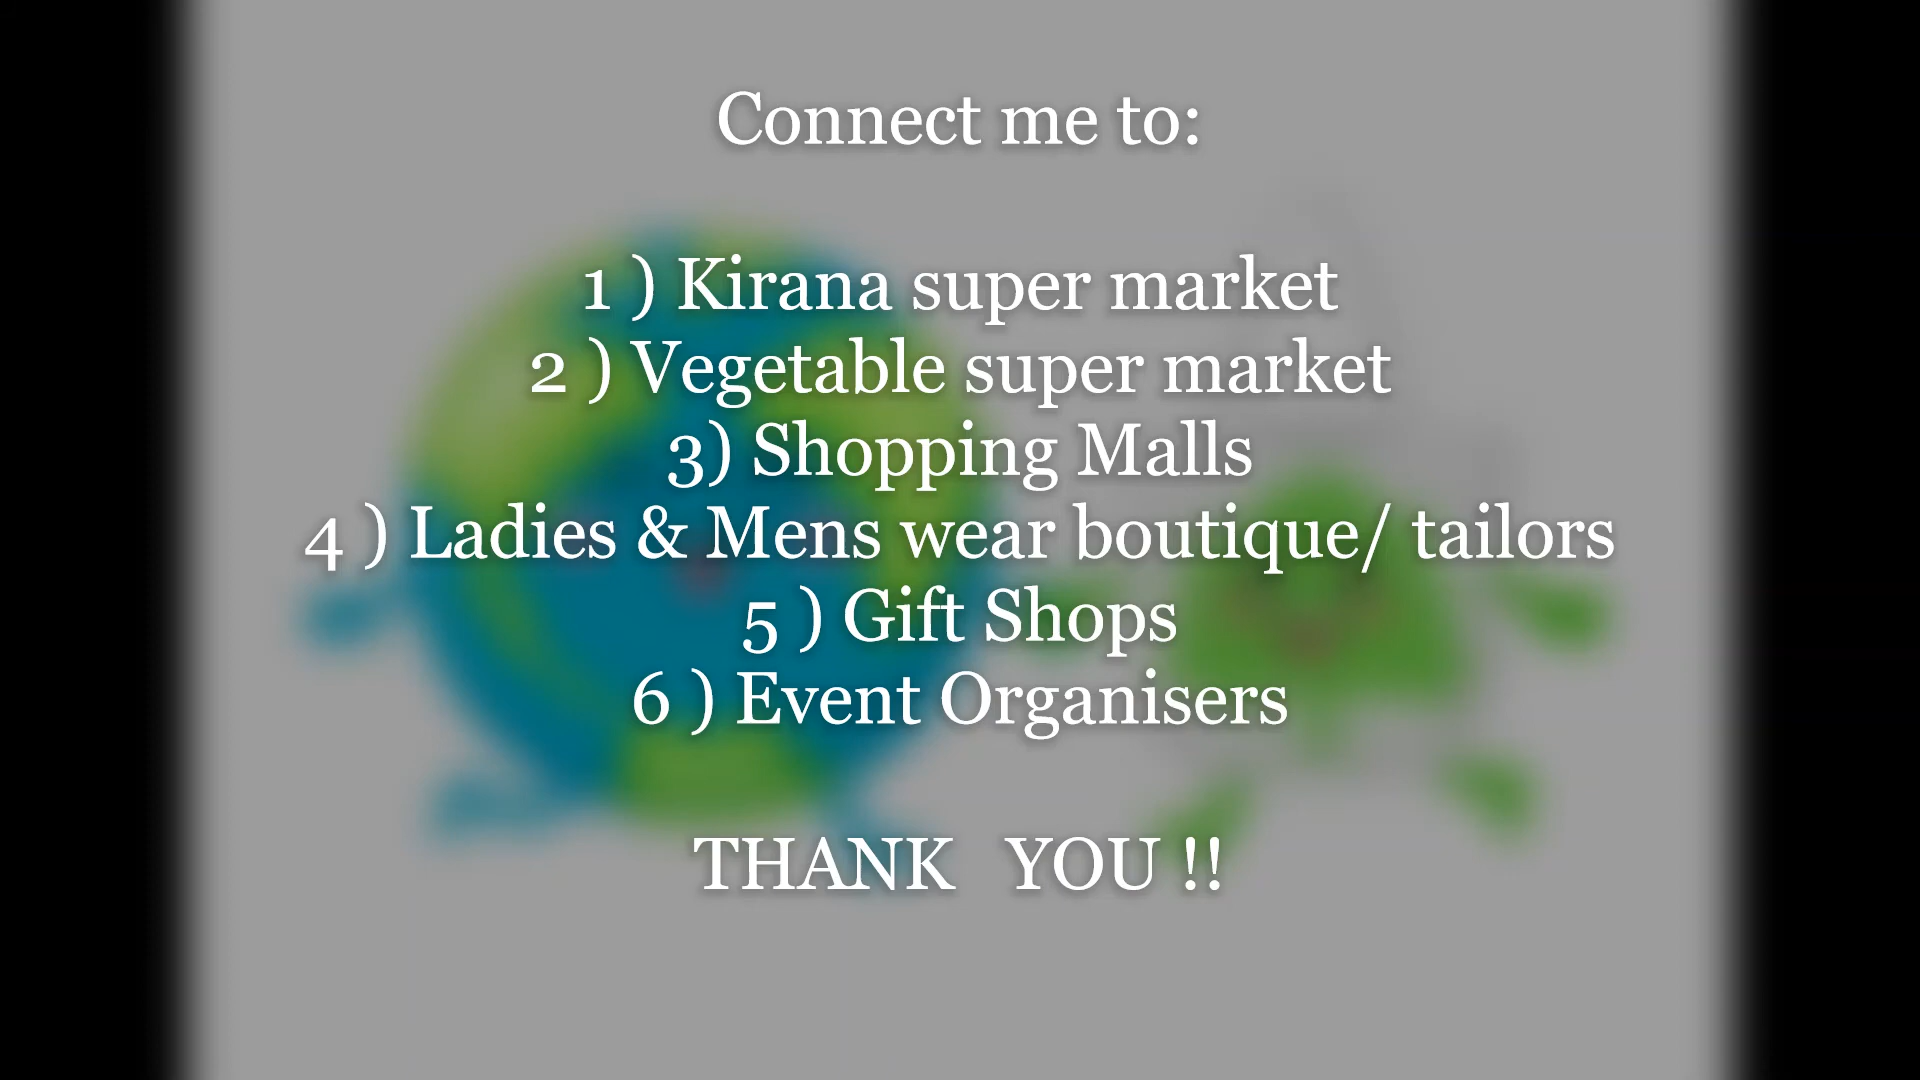 Connect me to:
1 ) Kirana super market
2 ) Vegetable super market
3) Shopping Malls
4 ) Ladies & Mens wear boutique/ tailors
5 ) Gift Shops
6 ) Event Organisers
THANK YOU !!